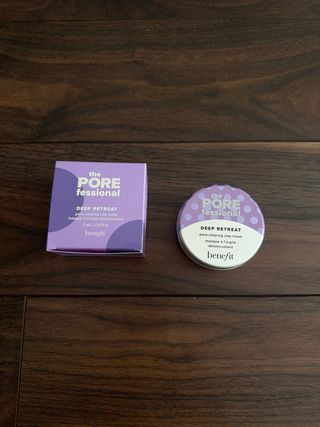 the
PORE
fessional
DEEP RETREAT
pore-clearing clay mask
masque à l'argile
désincrustant
benefit
the
PORE
fessional
DEEP RETREAT
pore-clearing clay mask
masque à l'argile
désincrustant
benefit